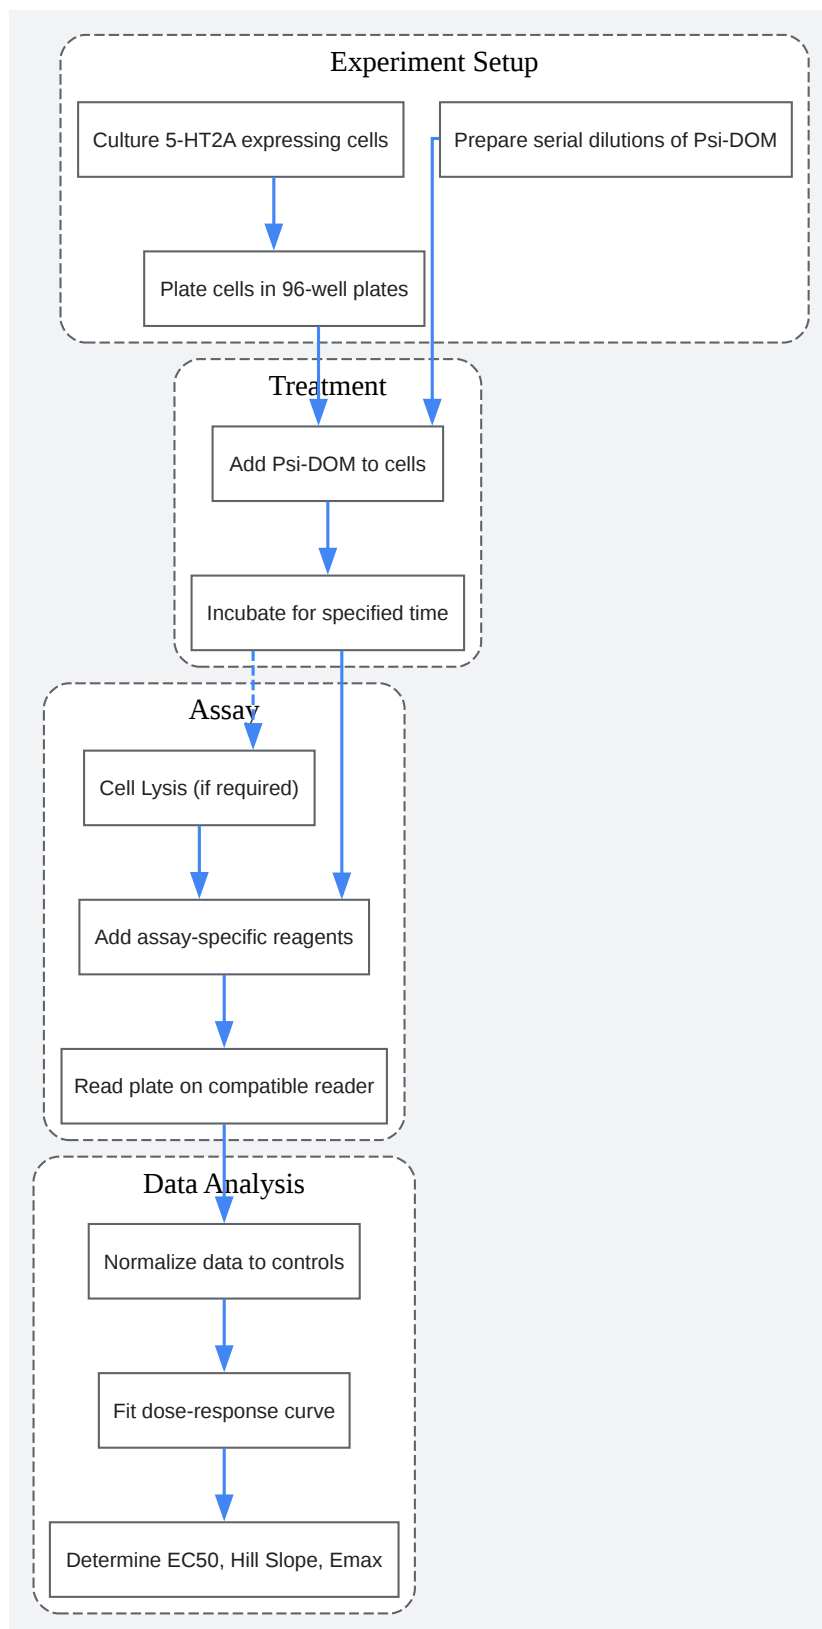 Experiment Setup
Culture 5-HT2A expressing cells
Prepare serial dilutions of Psi-DOM
Plate cells in 96-well plates
Treatment
Add Psi-DOM to cells
Incubate for specified time
Assay
Cell Lysis (if required)
Add assay-specific reagents
Read plate on compatible reader
Data Analysis
Normalize data to controls
Fit dose-response curve
Determine EC50, Hill Slope, Emax